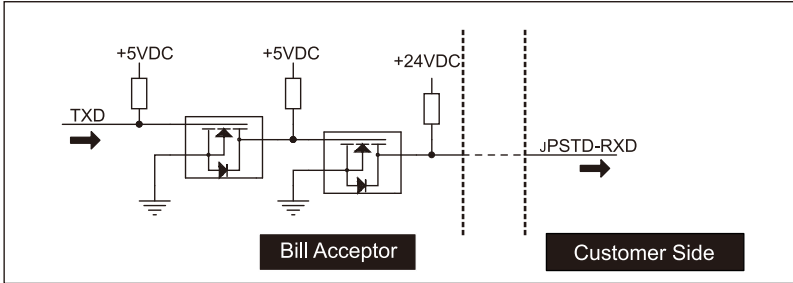 +5VDC
+5VDC
+24VDC
TXD
jPSTD-RXD
Bill Acceptor
Customer Side